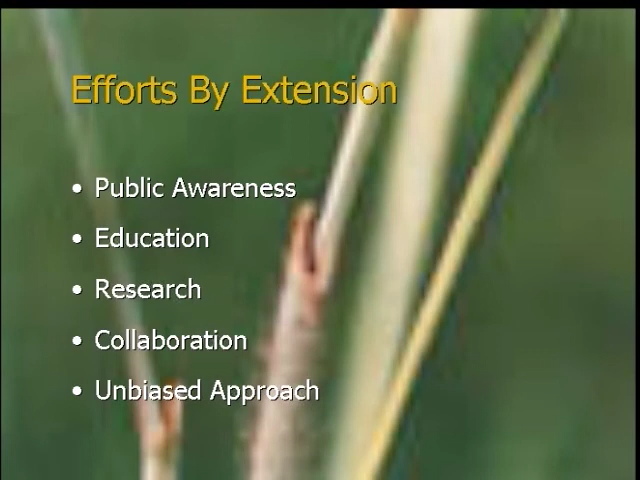 Efforts By Extension
• Public Awareness
• Education
• Research
• Collaboration
• Unbiased Approach